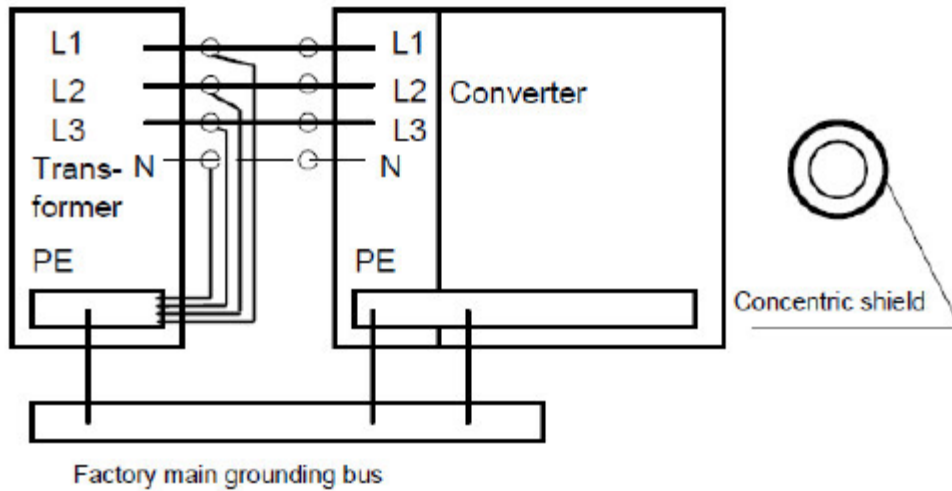 L1
L2
L3
Trans- N
former
PE
L1
L2 Converter
L3
N
PE
Concentric shield
Factory main grounding bus